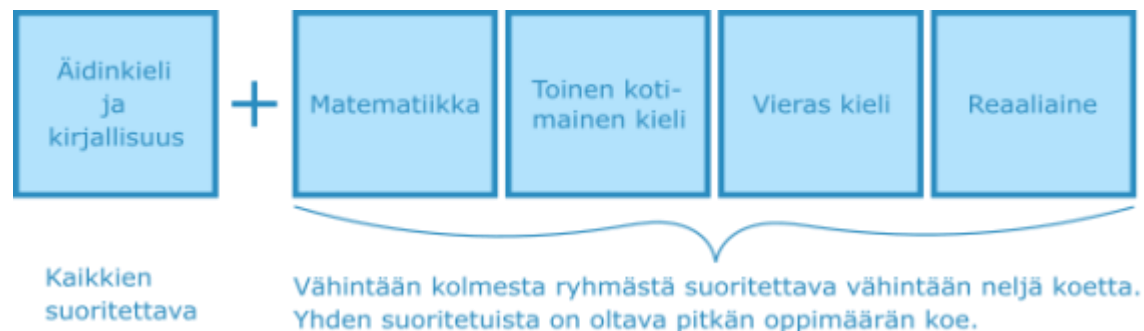 Äidinkieli
ja
kirjallisuus
+
Matematiikka
Toinen koti-
mainen kieli
Vieras kieli
Reaaliaine
Kaikkien
suoritettava
Vähintään kolmesta ryhmästä suoritettava vähintään neljä koetta.
Yhden suoritetuista on oltava pitkän oppimäärän koe.